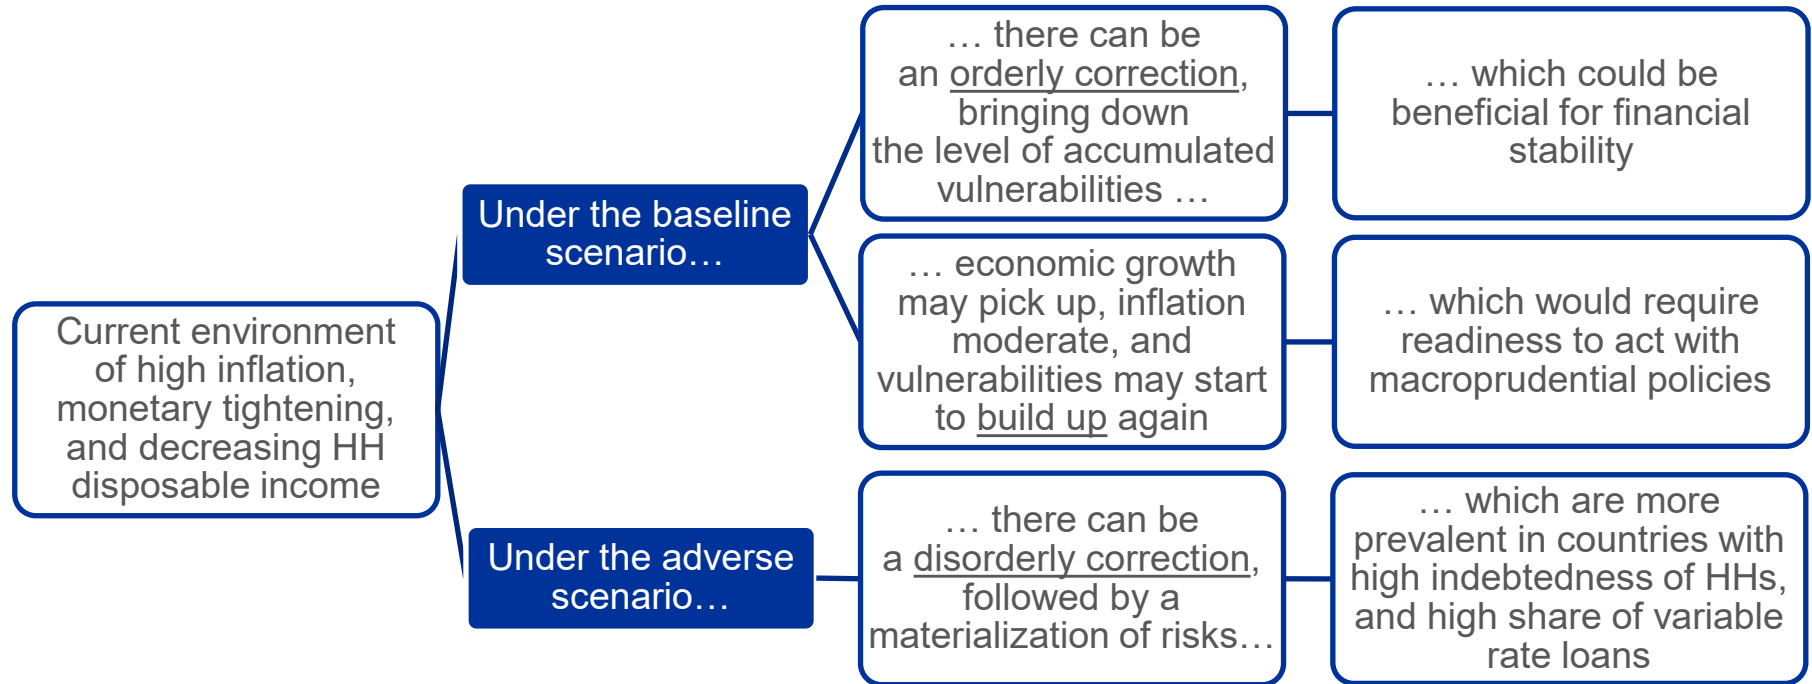 Current environment
of high inflation,
monetary tightening,
and decreasing HH
disposable income
Under the baseline
scenario…
… there can be
an orderly correction,
bringing down
the level of accumulated
vulnerabilities …
… which could be
beneficial for financial
stability
… economic growth
may pick up, inflation
moderate, and
vulnerabilities may start
to build up again
… which would require
readiness to act with
macroprudential policies
Under the adverse
scenario…
… there can be
a disorderly correction,
followed by a
materialization of risks…
… which are more
prevalent in countries with
high indebtedness of HHs,
and high share of variable
rate loans